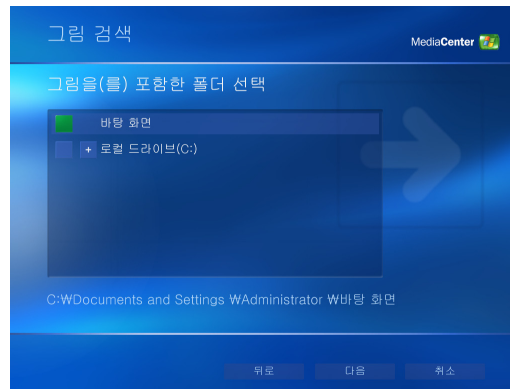 그림 검색
MediaCenter
그림을(를) 포함한 폴더 선택
바탕 화면
+ 로컬 드라이브(C:)
C:₩Documents and Settings ₩Administrator ₩바탕 화면
뒤로 다음 취소